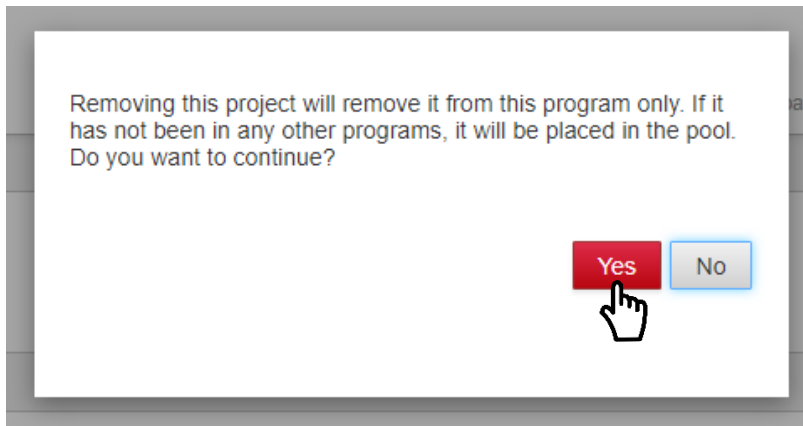 Removing this project will remove it from this program only. If it
has not been in any other programs, it will be placed in the pool.
Do you want to continue?
Yes No